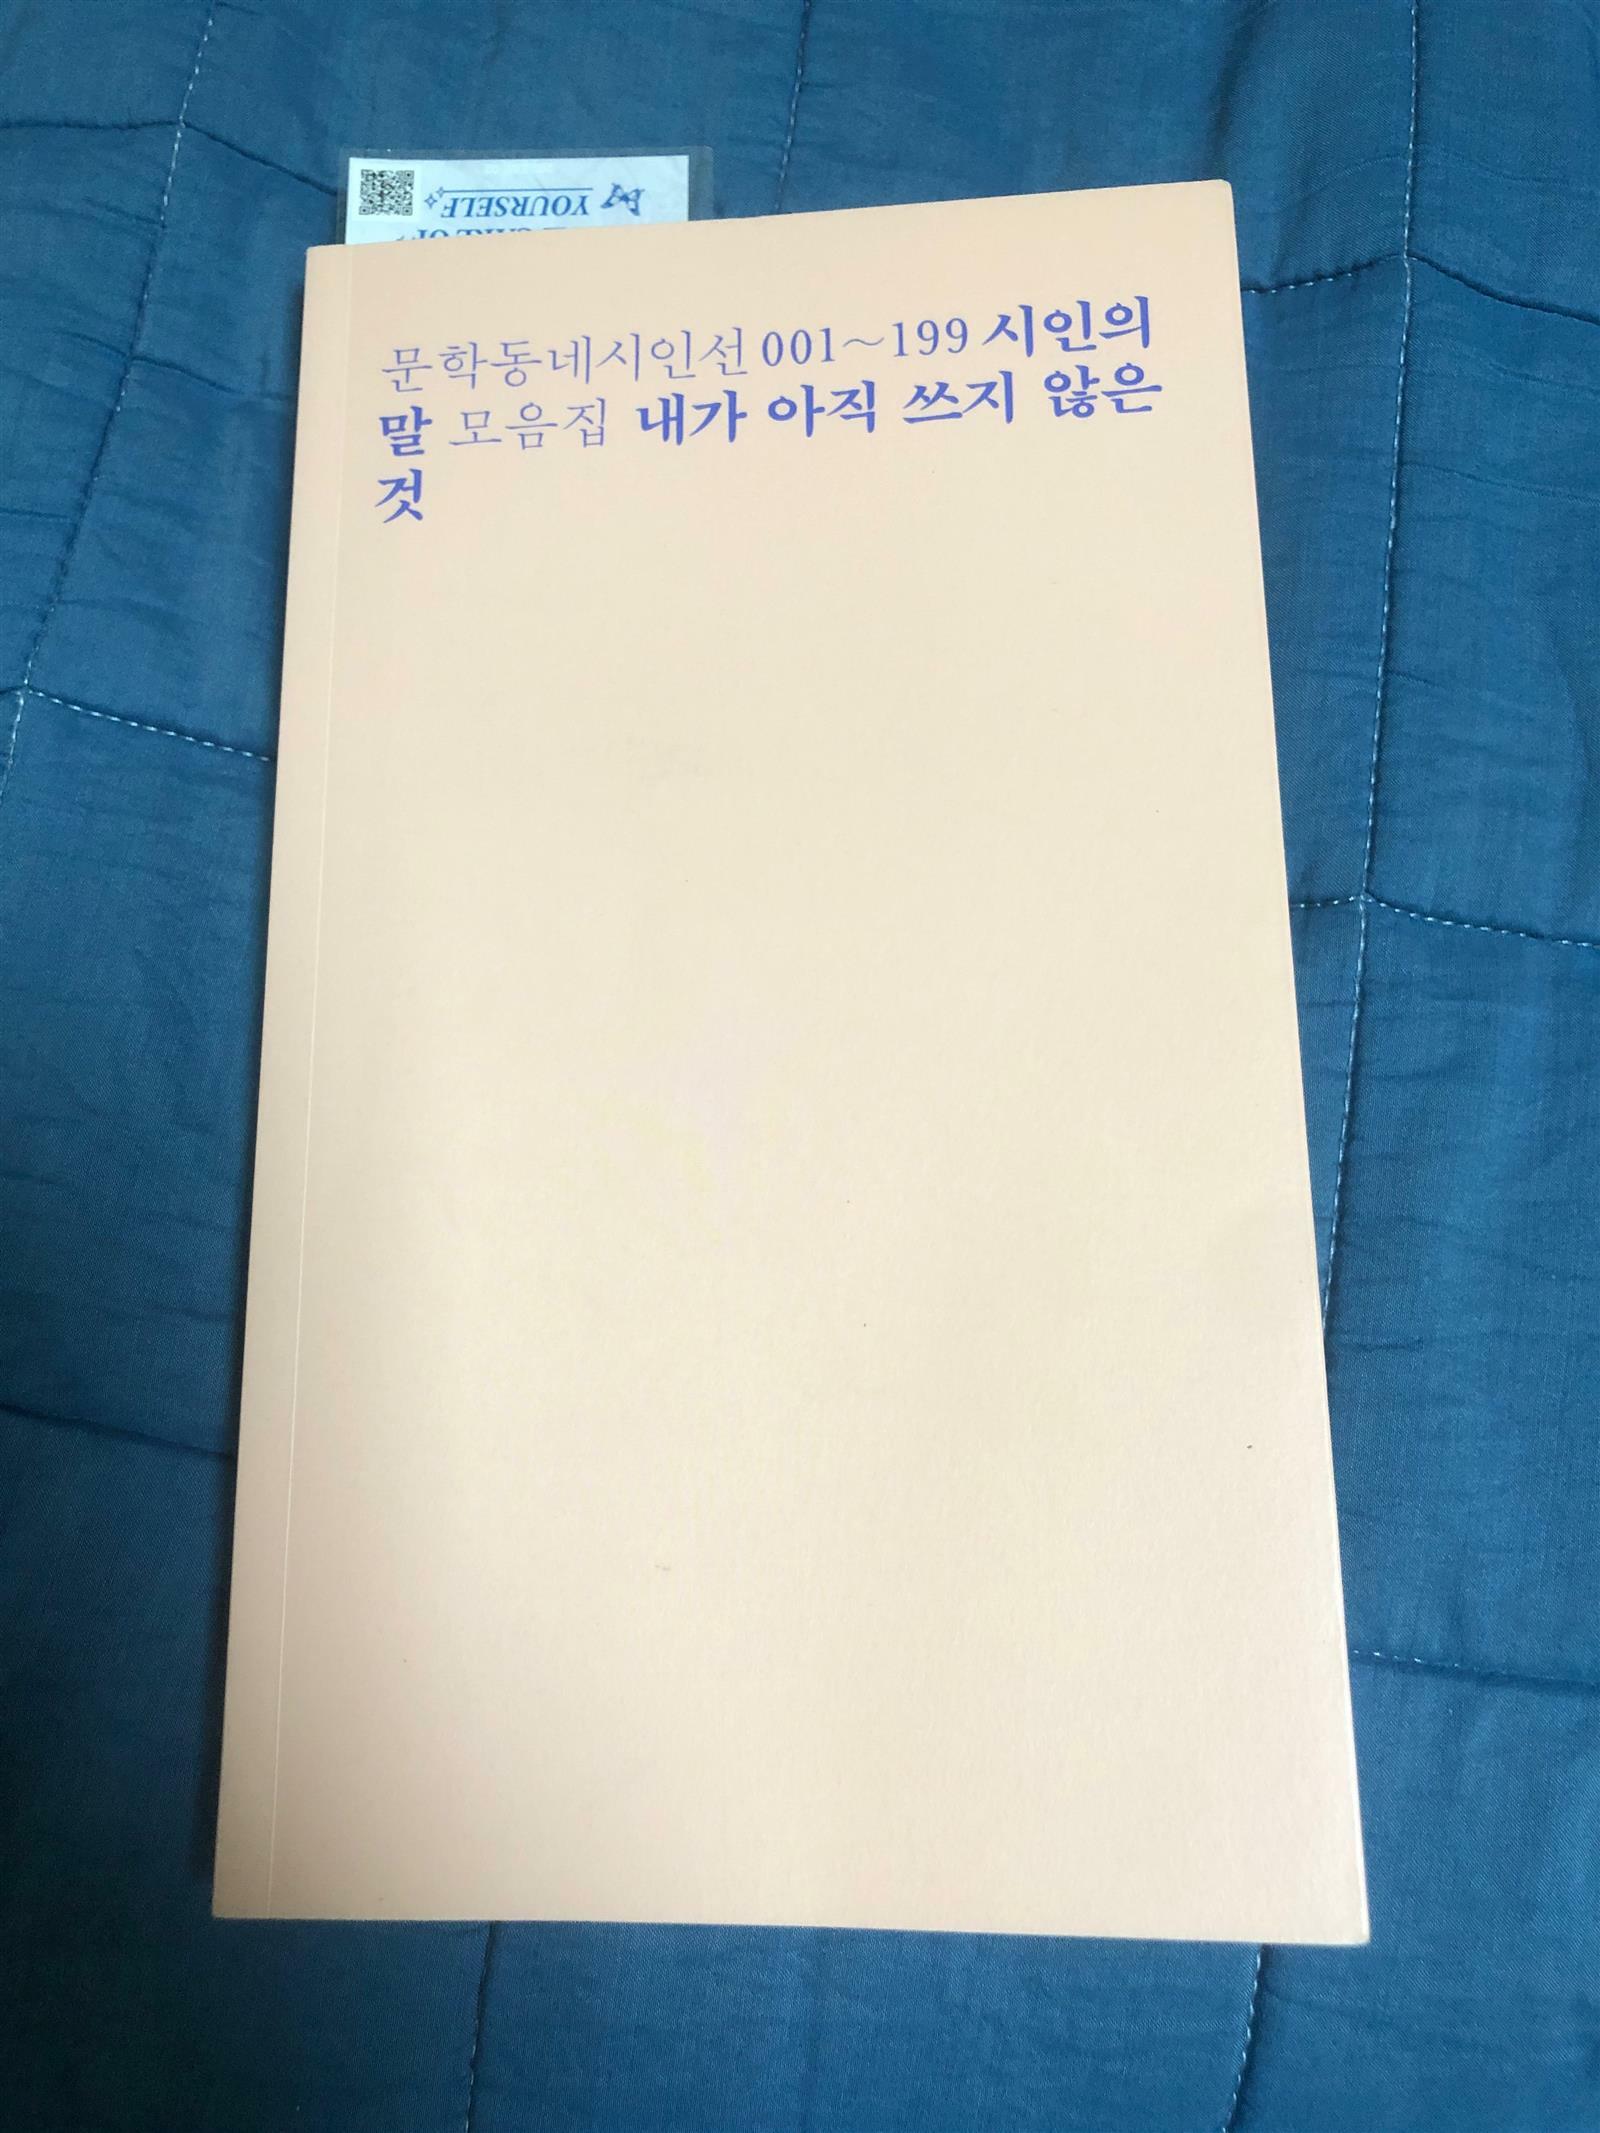 YOURSELF
문학동네시인선 001~199 시인의
말 모음집 내가 아직 쓰지 않은
것